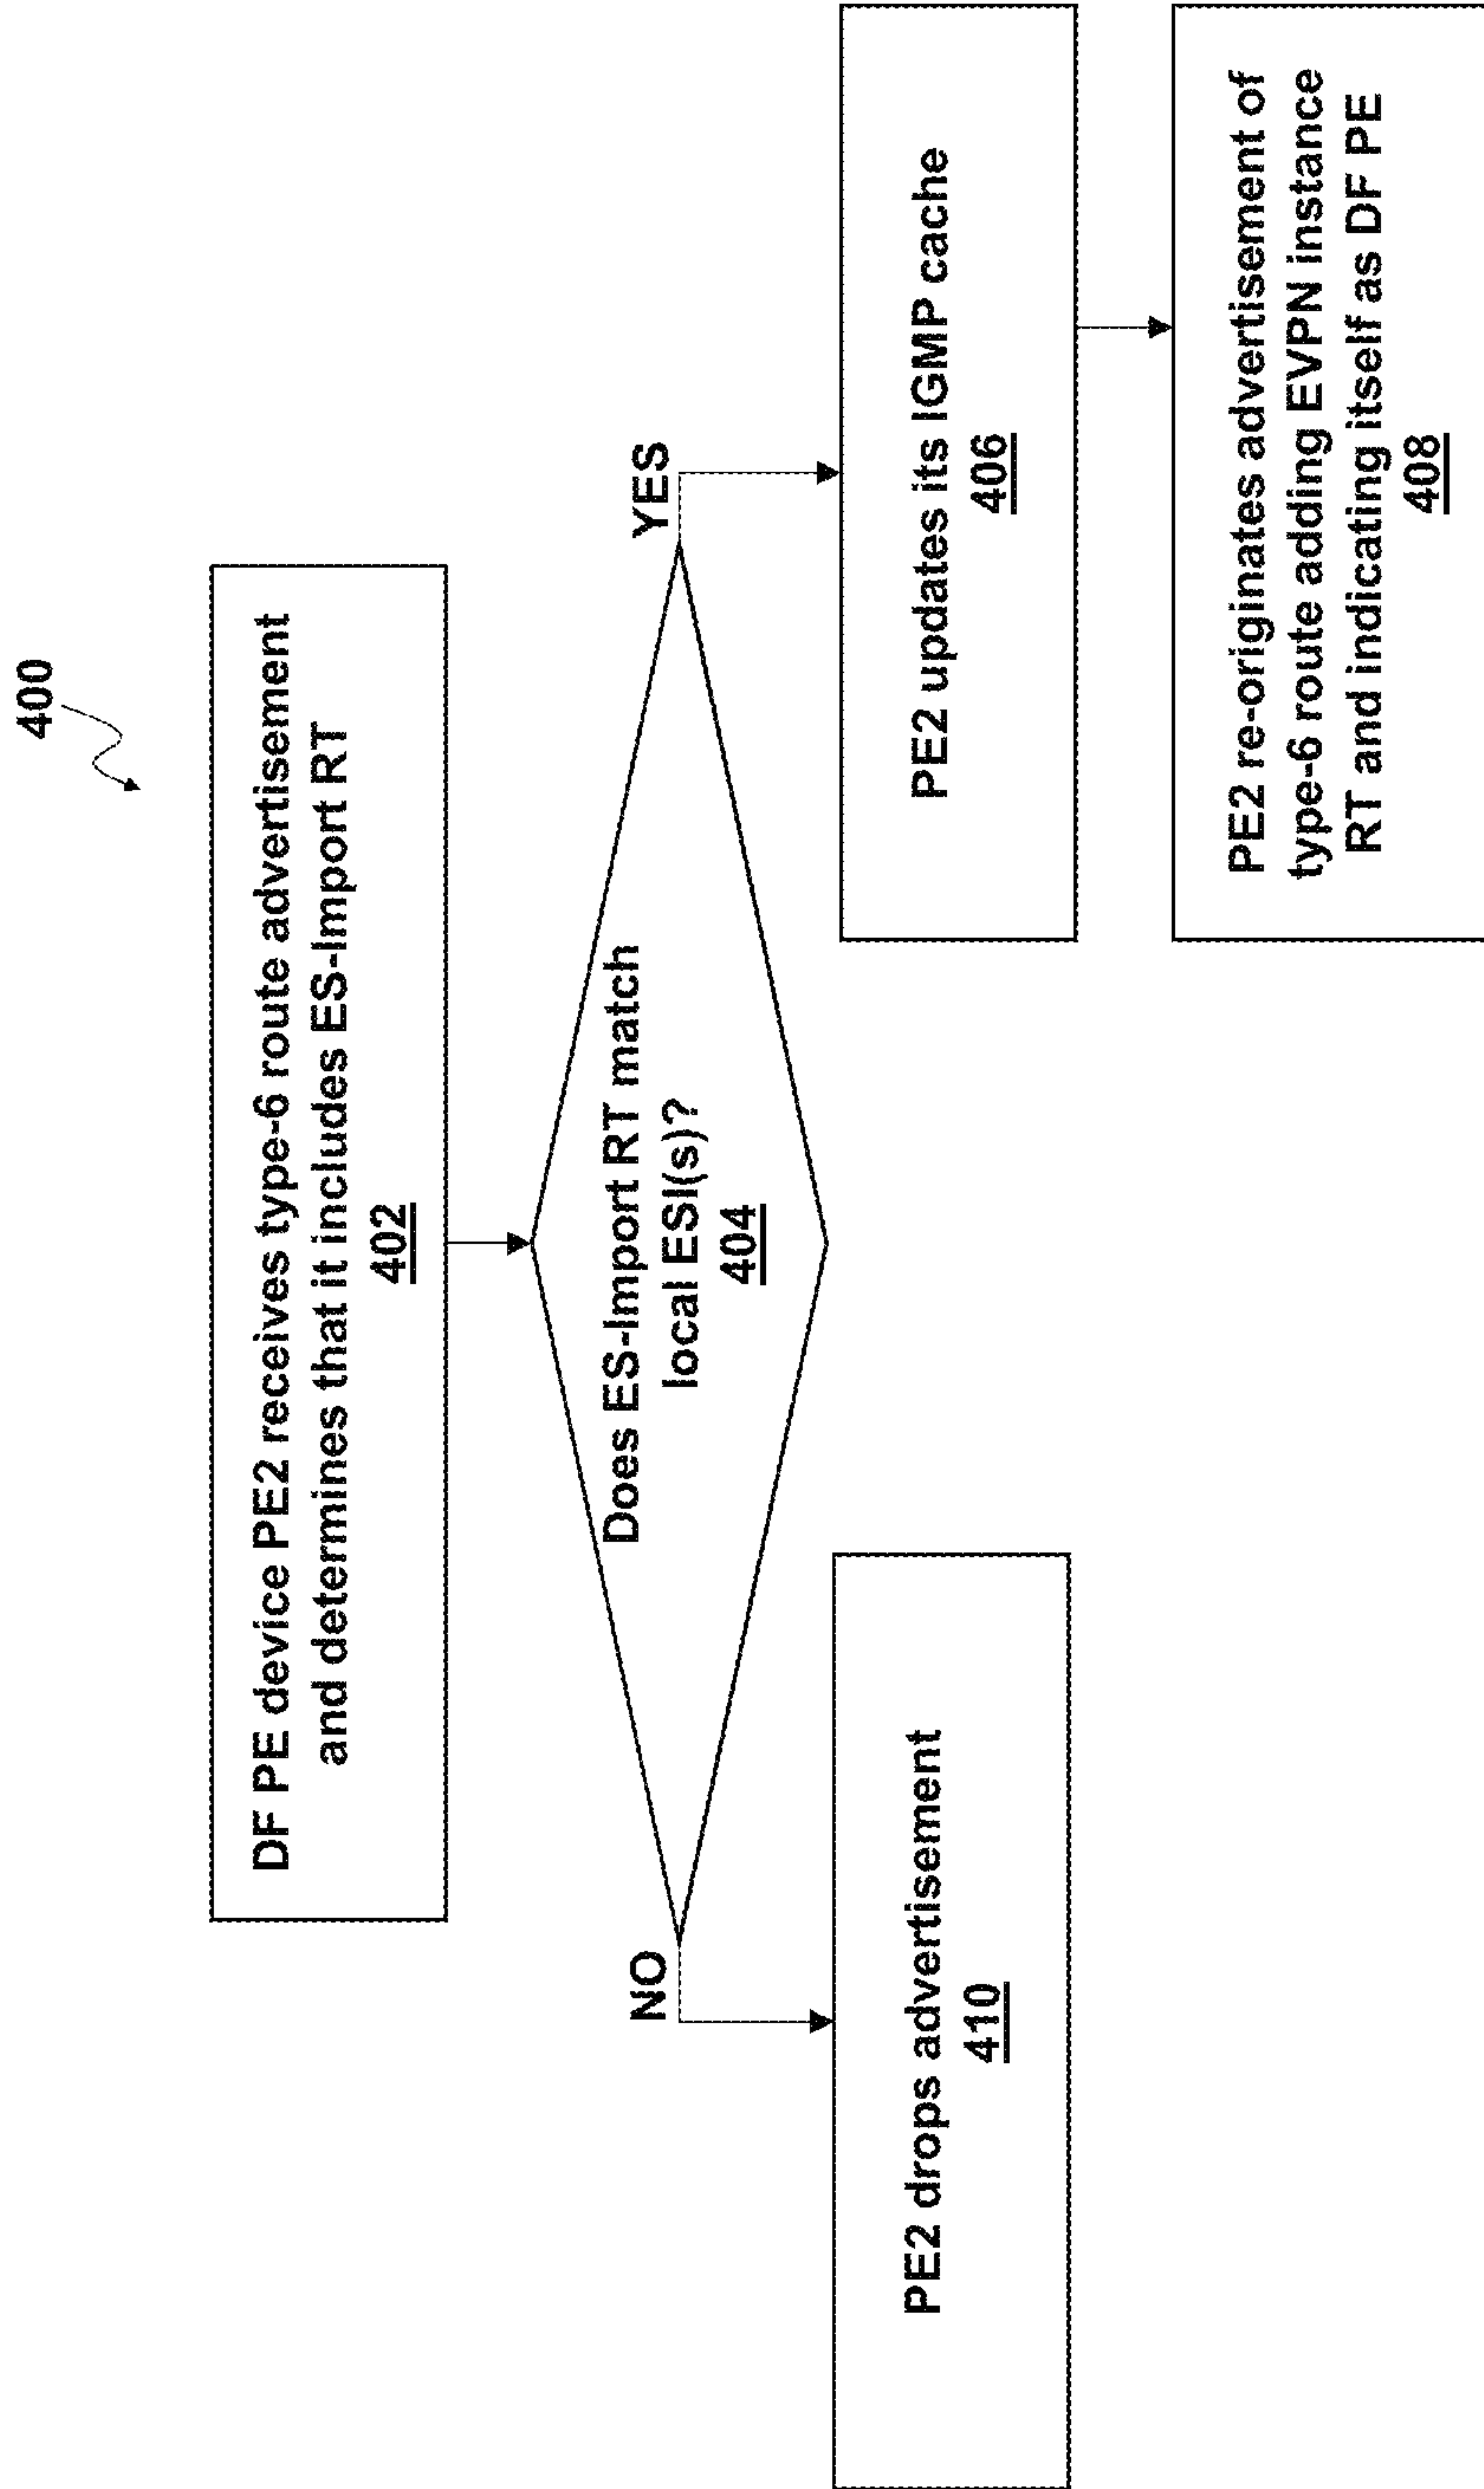 400
DF PE device PE2 receives type-6 route advertisement
and determines that it includes ES-Import RT
402
Does ES-Import RT match
local ESI(s)?
404
NO
YES
PE2 drops advertisement
410
PE2 updates its IGMP cache
406
PE2 re-originates advertisement of
type-6 route adding EVPN instance
RT and indicating itself as DF PE
408